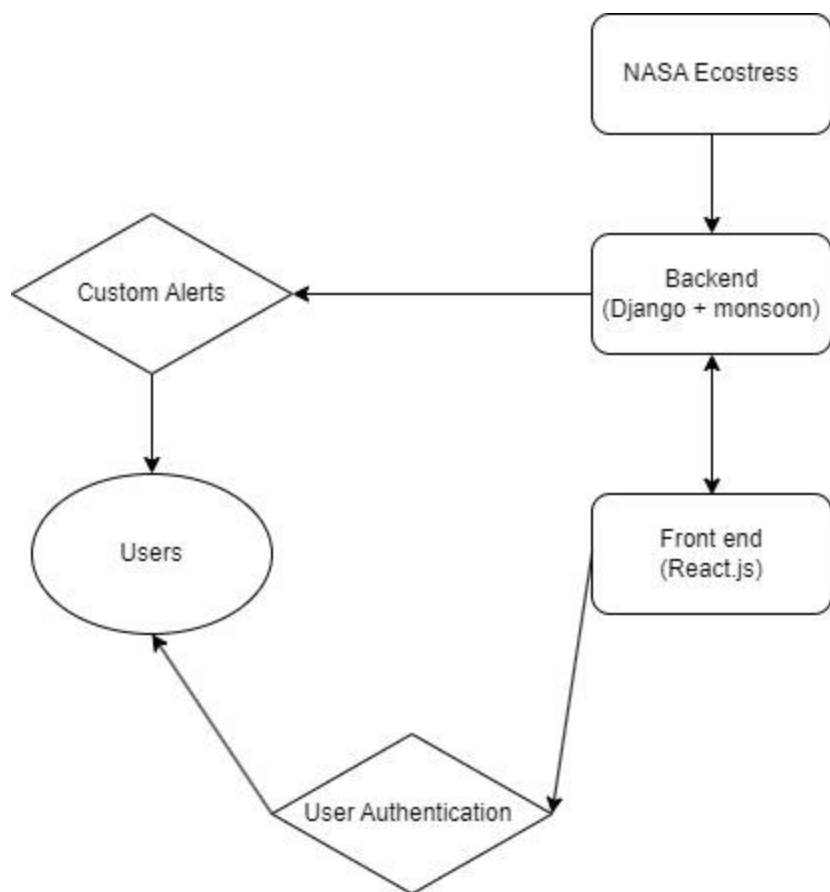 NASA Ecostress
Custom Alerts
Backend
(Django + monsoon)
Users
Front end
(React.js)
User Authentication